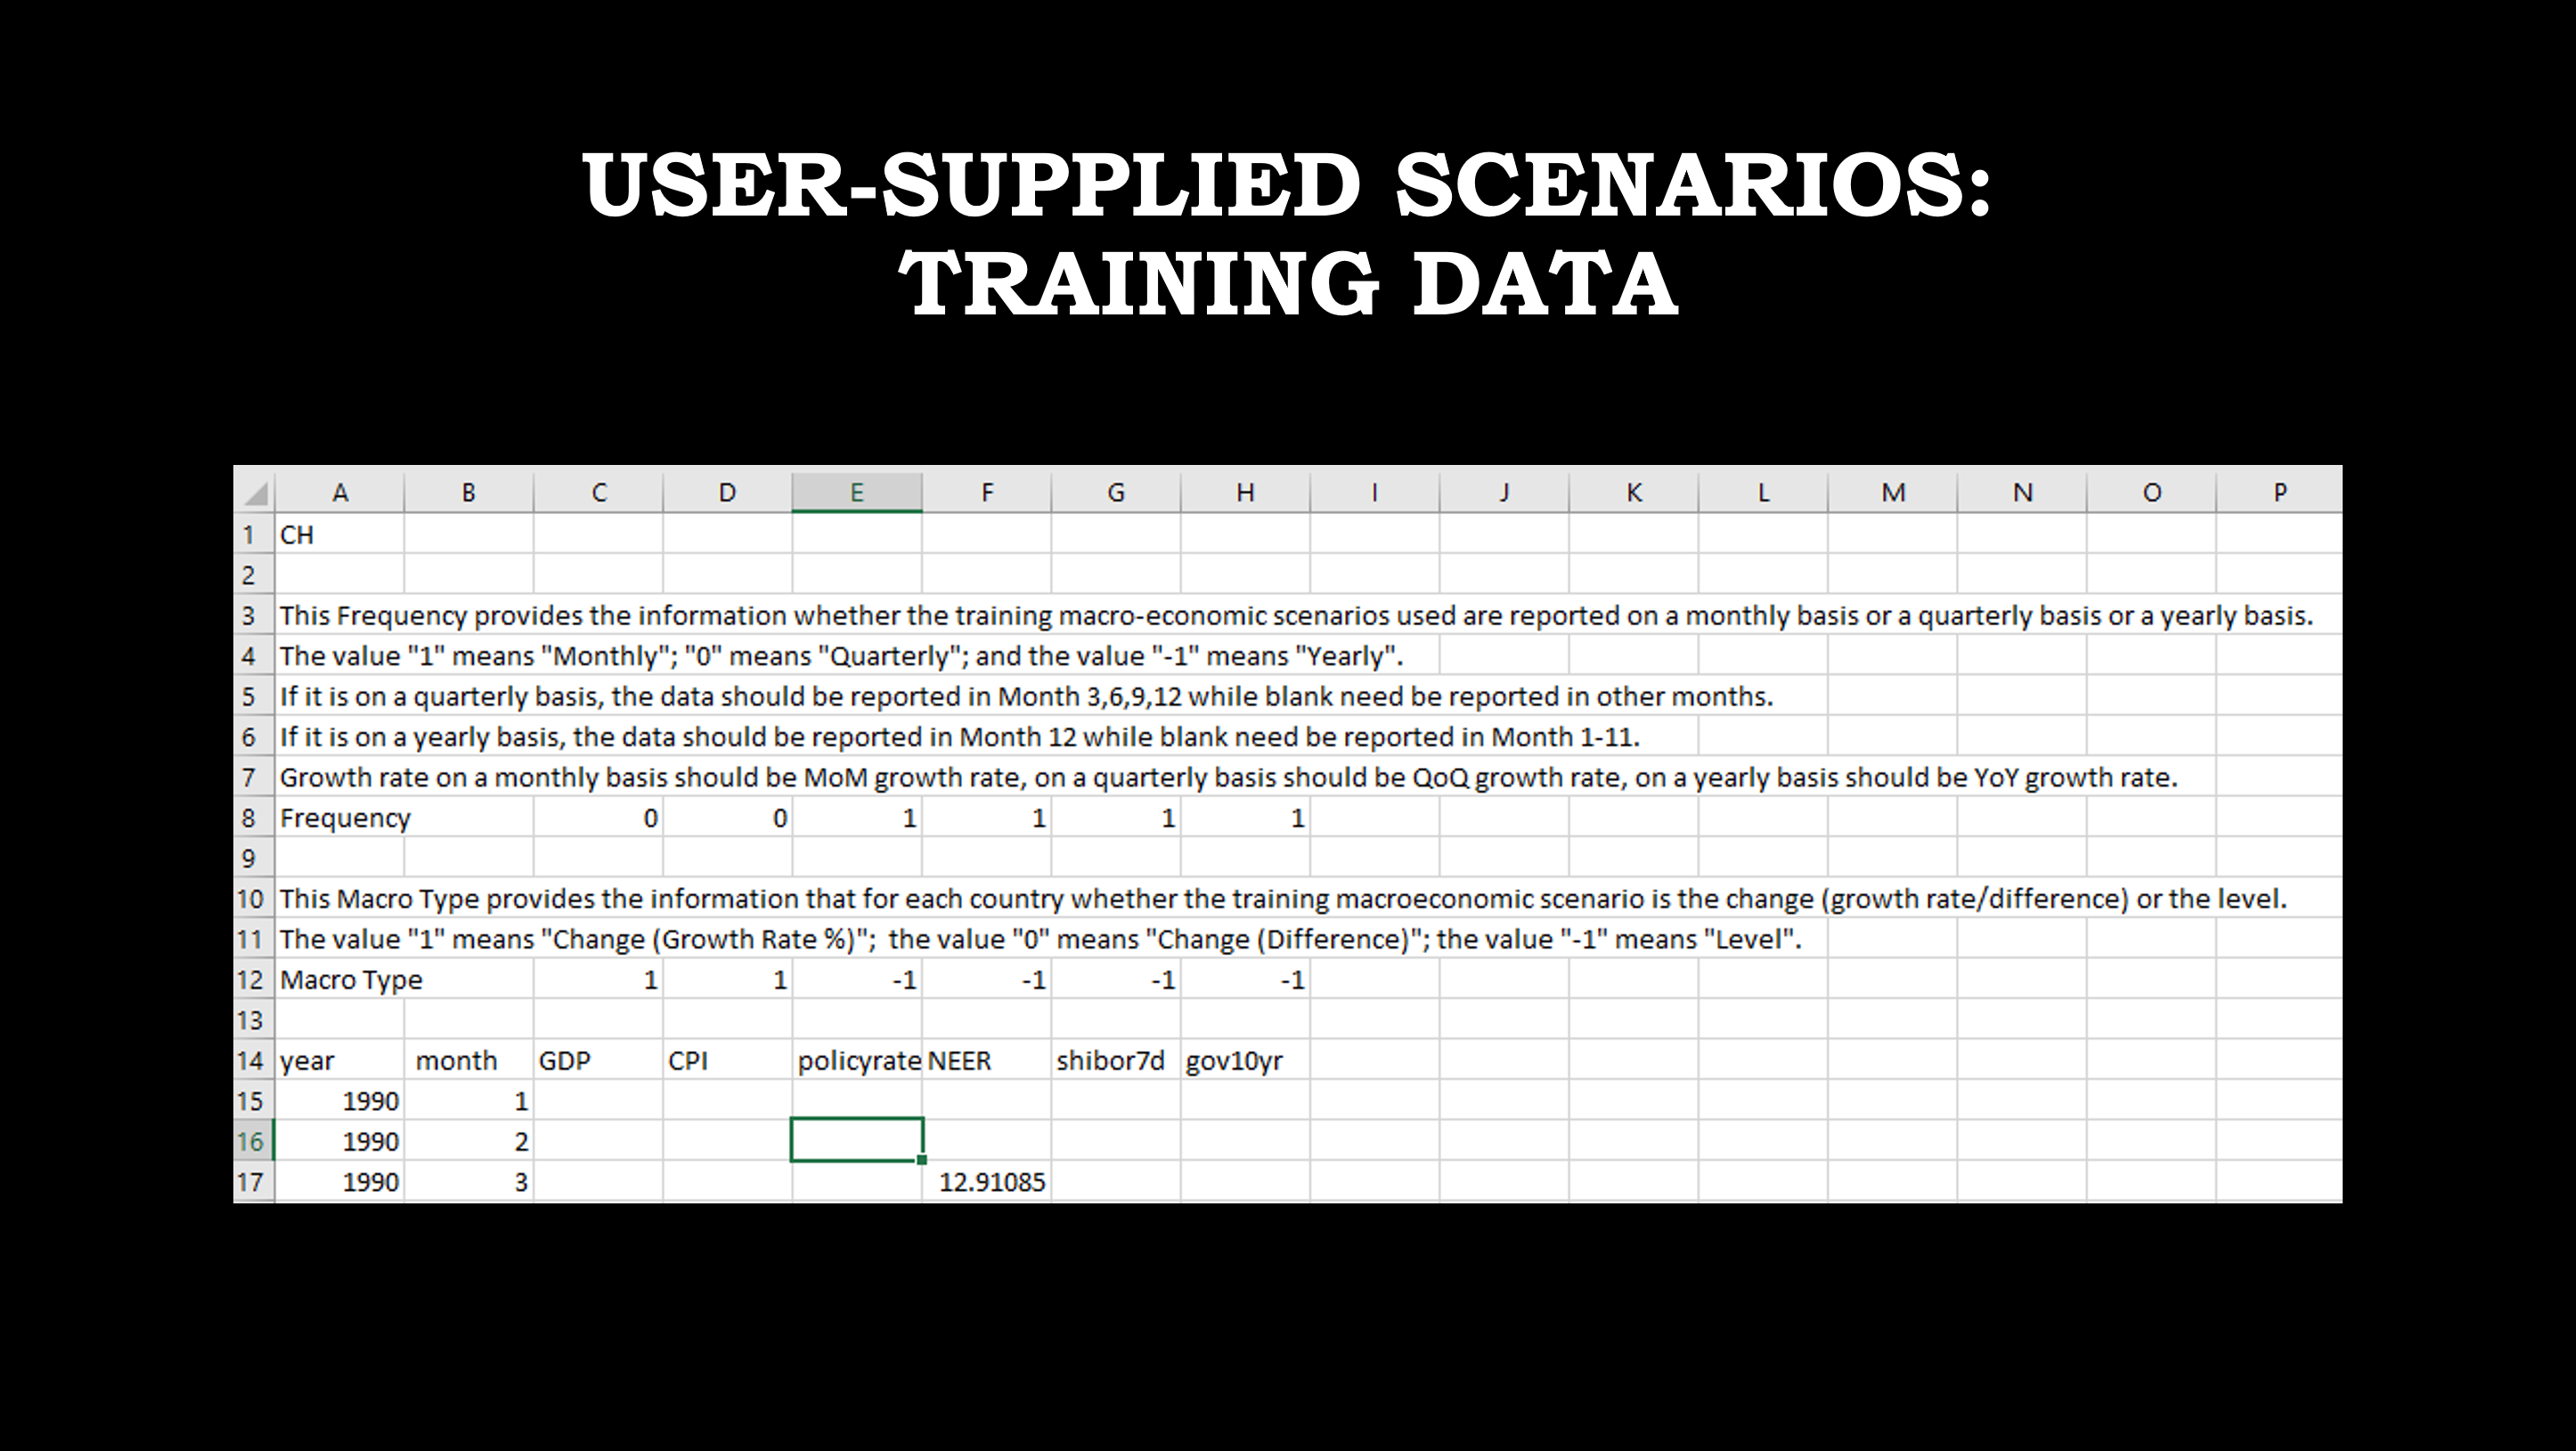 USER-SUPPLIED SCENARIOS:
TRAINING DATA
A B C D E F G H I J K L M N O P
1 CH
2
3 This Frequency provides the information whether the training macro-economic scenarios used are reported on a monthly basis or a quarterly basis or a yearly basis.
4 The value "1" means "Monthly"; "0" means "Quarterly"; and the value "-1" means "Yearly".
5 If it is on a quarterly basis, the data should be reported in Month 3,6,9,12 while blank need be reported in other months.
6 If it is on a yearly basis, the data should be reported in Month 12 while blank need be reported in Month 1-11.
7 Growth rate on a monthly basis should be MoM growth rate, on a quarterly basis should be QoQ growth rate, on a yearly basis should be YoY growth rate.
8 Frequency 0 0 1 1 1 1
9
10 This Macro Type provides the information that for each country whether the training macroeconomic scenario is the change (growth rate/difference) or the level.
11 The value "1" means "Change (Growth Rate %)"; the value "0" means "Change (Difference)"; the value "-1" means "Level".
12 Macro Type 1 1 -1 -1 -1 -1
13
14 year month GDP CPI policyrate NEER shibor7d gov10yr
15 1990 1
16 1990 2
17 1990 3 12.91085